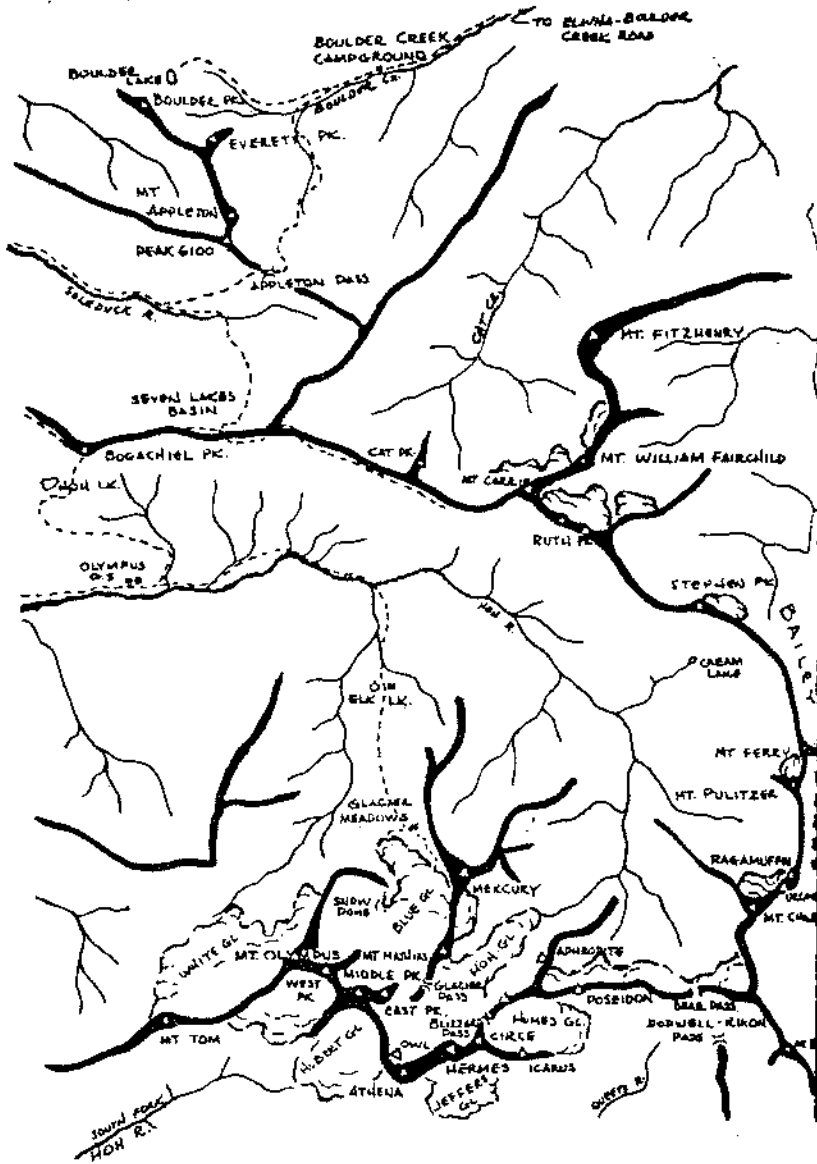 TO ELWHA-BOULDER
CREEK ROAD
BOULDER CREEK
CAMPGROUND
BOULDER
LAKE
BOULDER CR.
BOULDER PK.
EVERETT PK.
MT
APPLETON
PEAK 6100
APPLETON PASS
SOLEDUCK R.
CAT CR.
MT. FITZHENRY
SEVEN LAKES
BASIN
BOGACHIEL PK.
CAT PK.
MT CARRIE
MT. WILLIAM FAIRCHILD
HOH LK.
RUTH PK.
OLYMPUS
G.S.
STEPHEN PK.
HOH R.
BAILEY
CREAM
LAKE
ELK LK.
MT FERRY
MT. PULITZER
GLACIER
MEADOWS
RAGAMUFFIN
MERCURY
SNOW
DOME
BLUE GL
WHITE GL
MT. OLYMPUS
MT MATHIAS
HOH GL
APHRODITE
MIDDLE PK.
WEST
PK
GLACIER
PASS
EAST PK.
POSEIDON
BEAR PASS
DODWELL-RIXON
PASS
BLIZZARD
PASS
HUMES GL.
CIRCE
MT TOM
HUBERT GL
OWL
HERMES
ICARUS
ATHENA
JEFFERS
GL
QUEETS R.
SOUTH FORK
HOH R.